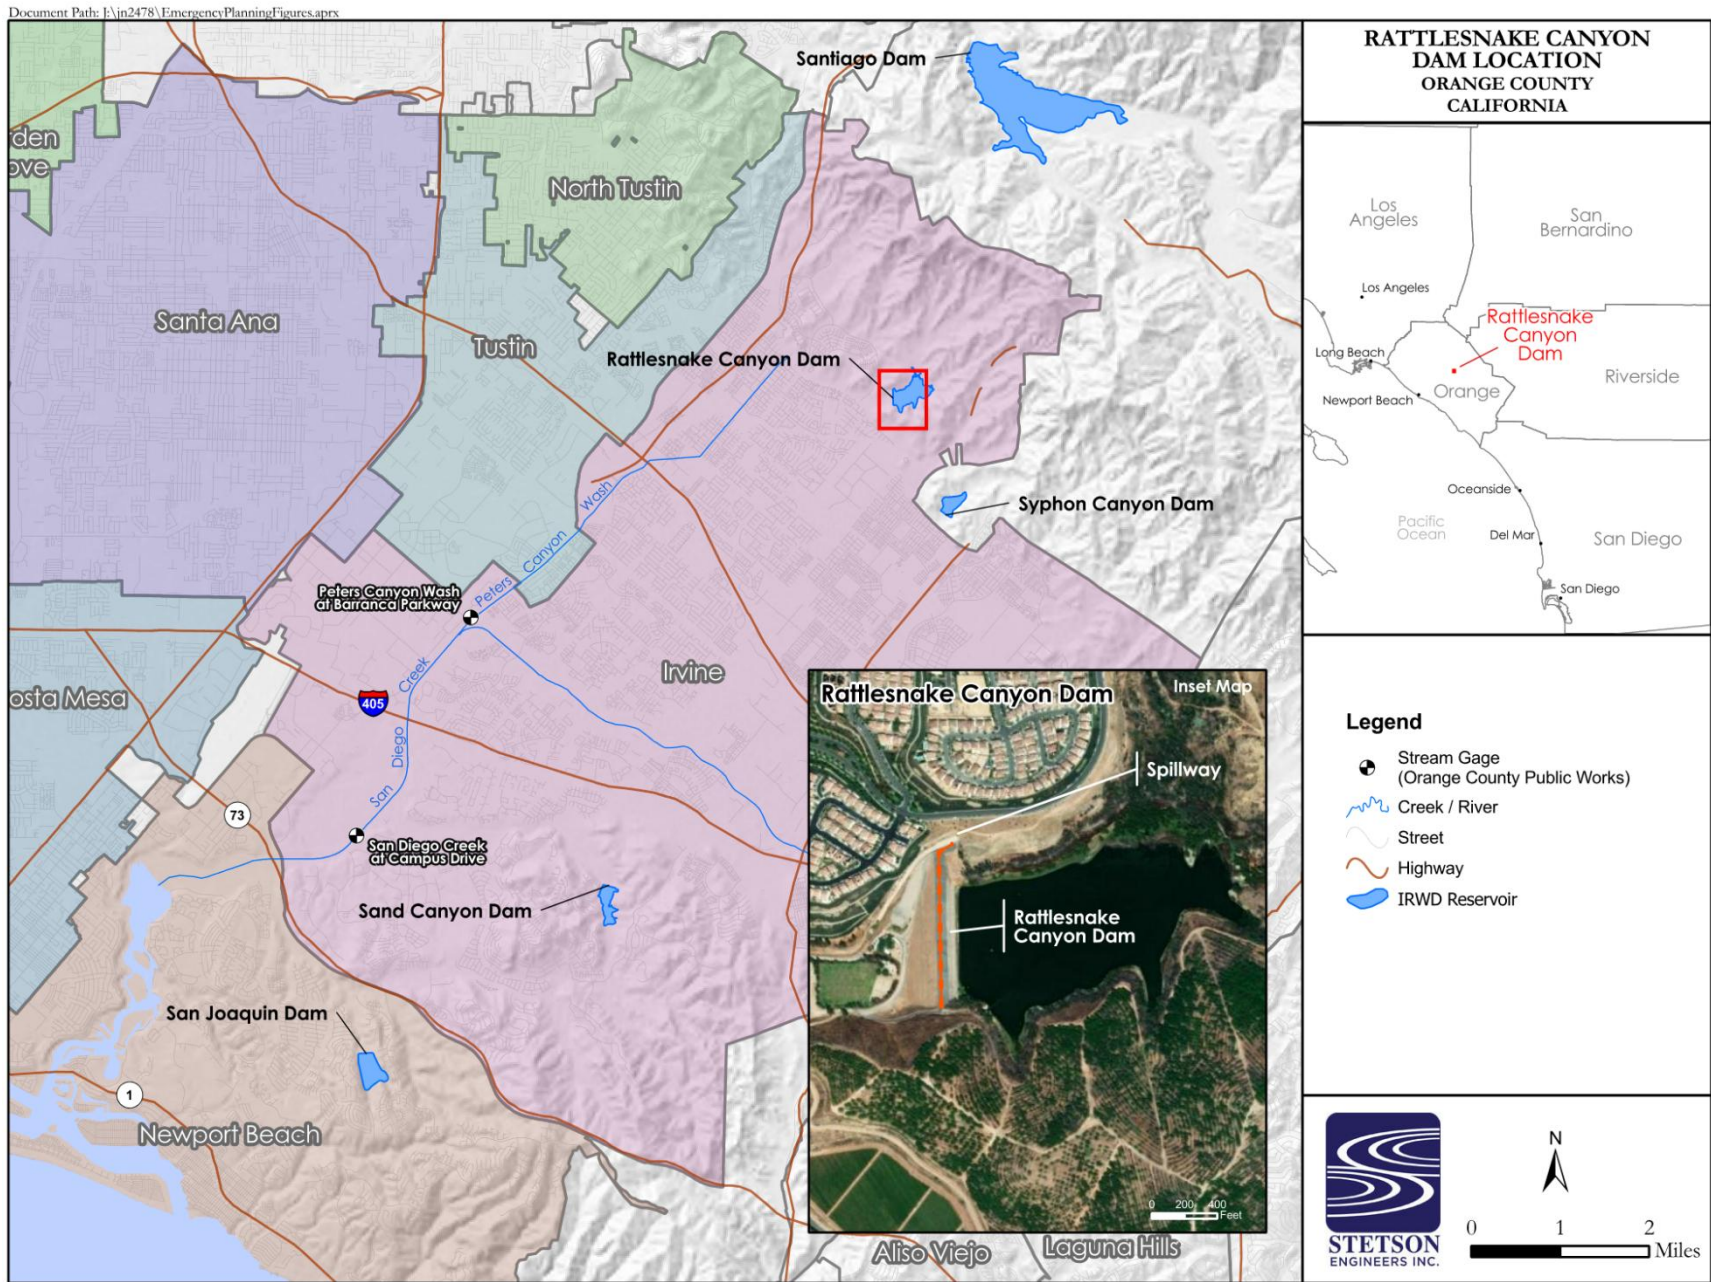 Document Path: J:\jn2478\EmergencyPlanningFigures.aprx
Santiago Dam
den
ove
North Tustin
Santa Ana
Tustin
Rattlesnake Canyon Dam
Syphon Canyon Dam
Peters Canyon Wash
Peters Canyon Wash
at Barranca Parkway
Irvine
osta Mesa
405
San Diego Creek
73
San Diego Creek
at Campus Drive
Sand Canyon Dam
San Joaquin Dam
1
Newport Beach
Aliso Viejo
Laguna Hills
Rattlesnake Canyon Dam
Inset Map
Spillway
Rattlesnake
Canyon Dam
0 200 400
Feet
RATTLESNAKE CANYON
DAM LOCATION
ORANGE COUNTY
CALIFORNIA
Los
Angeles
San
Bernardino
Los Angeles
Rattlesnake
Canyon
Dam
Long Beach
Orange
Riverside
Newport Beach
Oceanside
Pacific
Ocean
Del Mar
San Diego
San Diego
Legend
Stream Gage
(Orange County Public Works)
Creek / River
Street
Highway
IRWD Reservoir
STETSON
ENGINEERS INC.
N
0 1 2
Miles